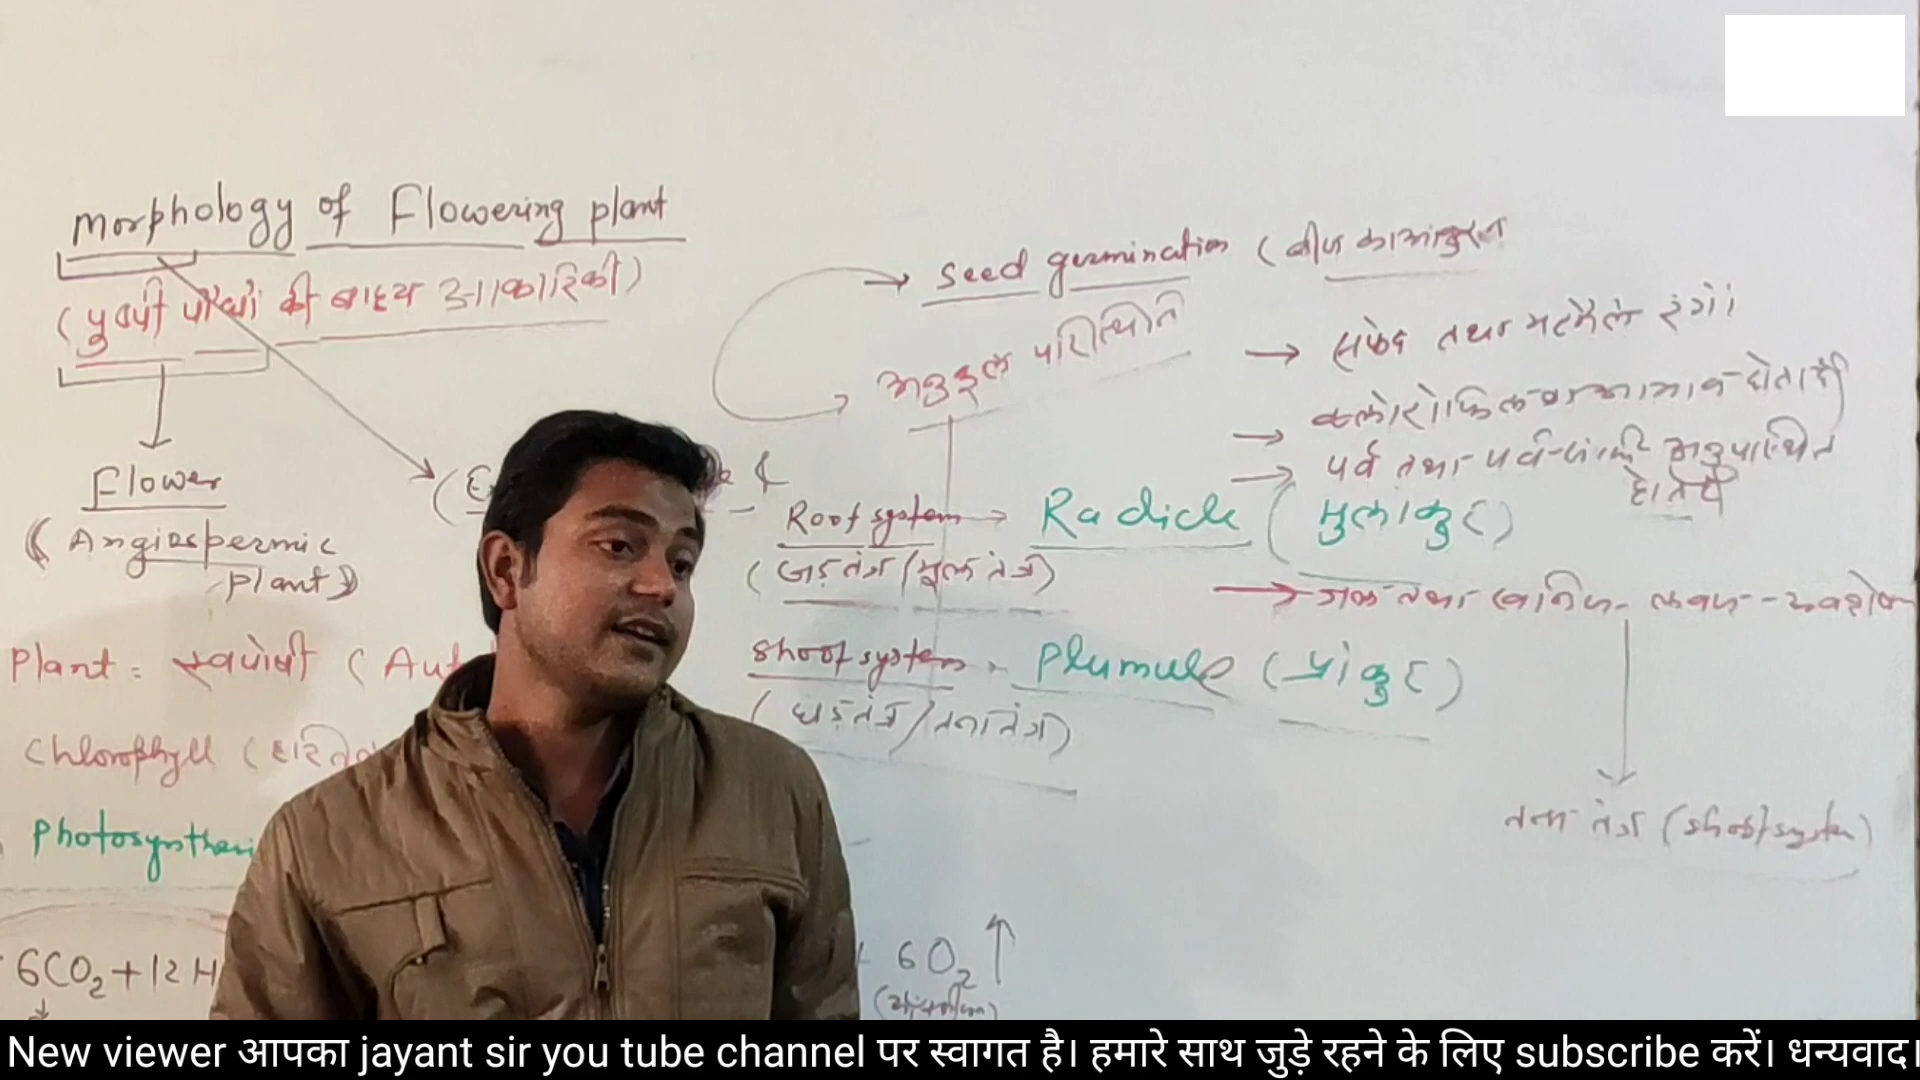 Morphology of Flowering plant
(पुष्पी पौधों की बाह्य आकारिकी)
Flower
(Angiospermic
plant)
Plant = स्वपोषी (Aut
Chlorophyll (हरित
Photosynthesi
6CO₂ + 12 H
+ 6O₂ ↑
→ Seed germination (बीज का अंकुरण
अनुकूल परिस्थिति
→ सफेद तथा मटमैले रंग
→ क्लोरोफिल का अभाव होता है
→ पर्व तथा पर्व-संधि अनुपस्थित
होते है
Root system → Radicle (मुलांकुर)
(जड़ तंत्र/मूल तंत्र)
→ जल तथा खनिज लवण - अवशोषण
Shoot system → Plumule (प्रांकुर)
(धड़ तंत्र/तना तंत्र)
तना तंत्र (shoot system)
New viewer आपका jayant sir you tube channel पर स्वागत है। हमारे साथ जुड़े रहने के लिए subscribe करें। धन्यवाद।